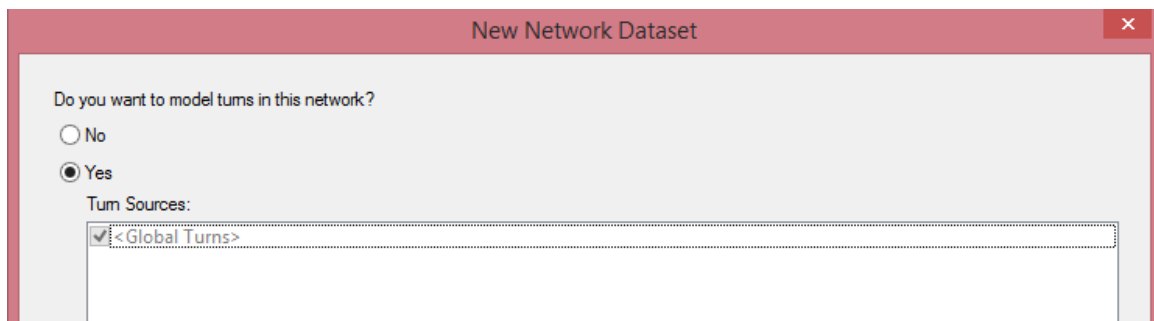 New Network Dataset
Do you want to model turns in this network?
No
Yes
Turn Sources:
<Global Turns>